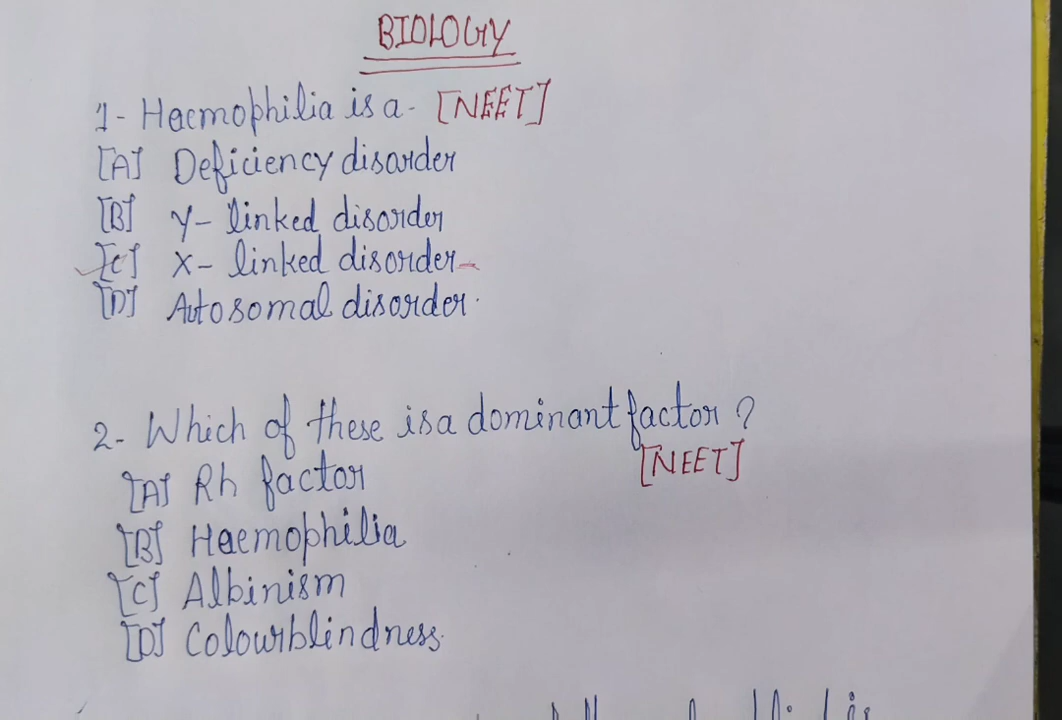 BIOLOGY
1- Haemophilia is a- [NEET]
[A] Deficiency disorder
[B] Y- linked disorder
[C] X- linked disorder-
[D] Autosomal disorder.
2- Which of these is a dominant factor ?
[NEET]
[A] Rh factor
[B] Haemophilia
[C] Albinism
[D] Colourblindness.